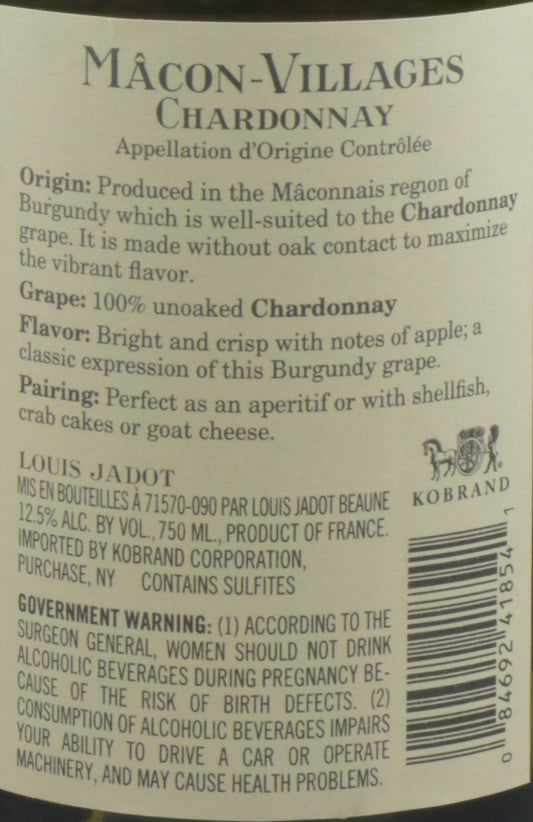 MÂCON-VILLAGES
CHARDONNAY
Appellation d'Origine Contrôlée
Origin: Produced in the Mâconnais region of
Burgundy which is well-suited to the Chardonnay
grape. It is made without oak contact to maximize
the vibrant flavor.
Grape: 100% unoaked Chardonnay
Flavor: Bright and crisp with notes of apple; a
classic expression of this Burgundy grape.
Pairing: Perfect as an aperitif or with shellfish,
crab cakes or goat cheese.
LOUIS JADOT
MIS EN BOUTEILLES À 71570-090 PAR LOUIS JADOT BEAUNE
12.5% ALC. BY VOL., 750 ML., PRODUCT OF FRANCE.
IMPORTED BY KOBRAND CORPORATION,
PURCHASE, NY CONTAINS SULFITES
KOBRAND
GOVERNMENT WARNING: (1) ACCORDING TO THE
SURGEON GENERAL, WOMEN SHOULD NOT DRINK
ALCOHOLIC BEVERAGES DURING PREGNANCY BE-
CAUSE OF THE RISK OF BIRTH DEFECTS. (2)
CONSUMPTION OF ALCOHOLIC BEVERAGES IMPAIRS
YOUR ABILITY TO DRIVE A CAR OR OPERATE
MACHINERY, AND MAY CAUSE HEALTH PROBLEMS.
0 84692 41854 1